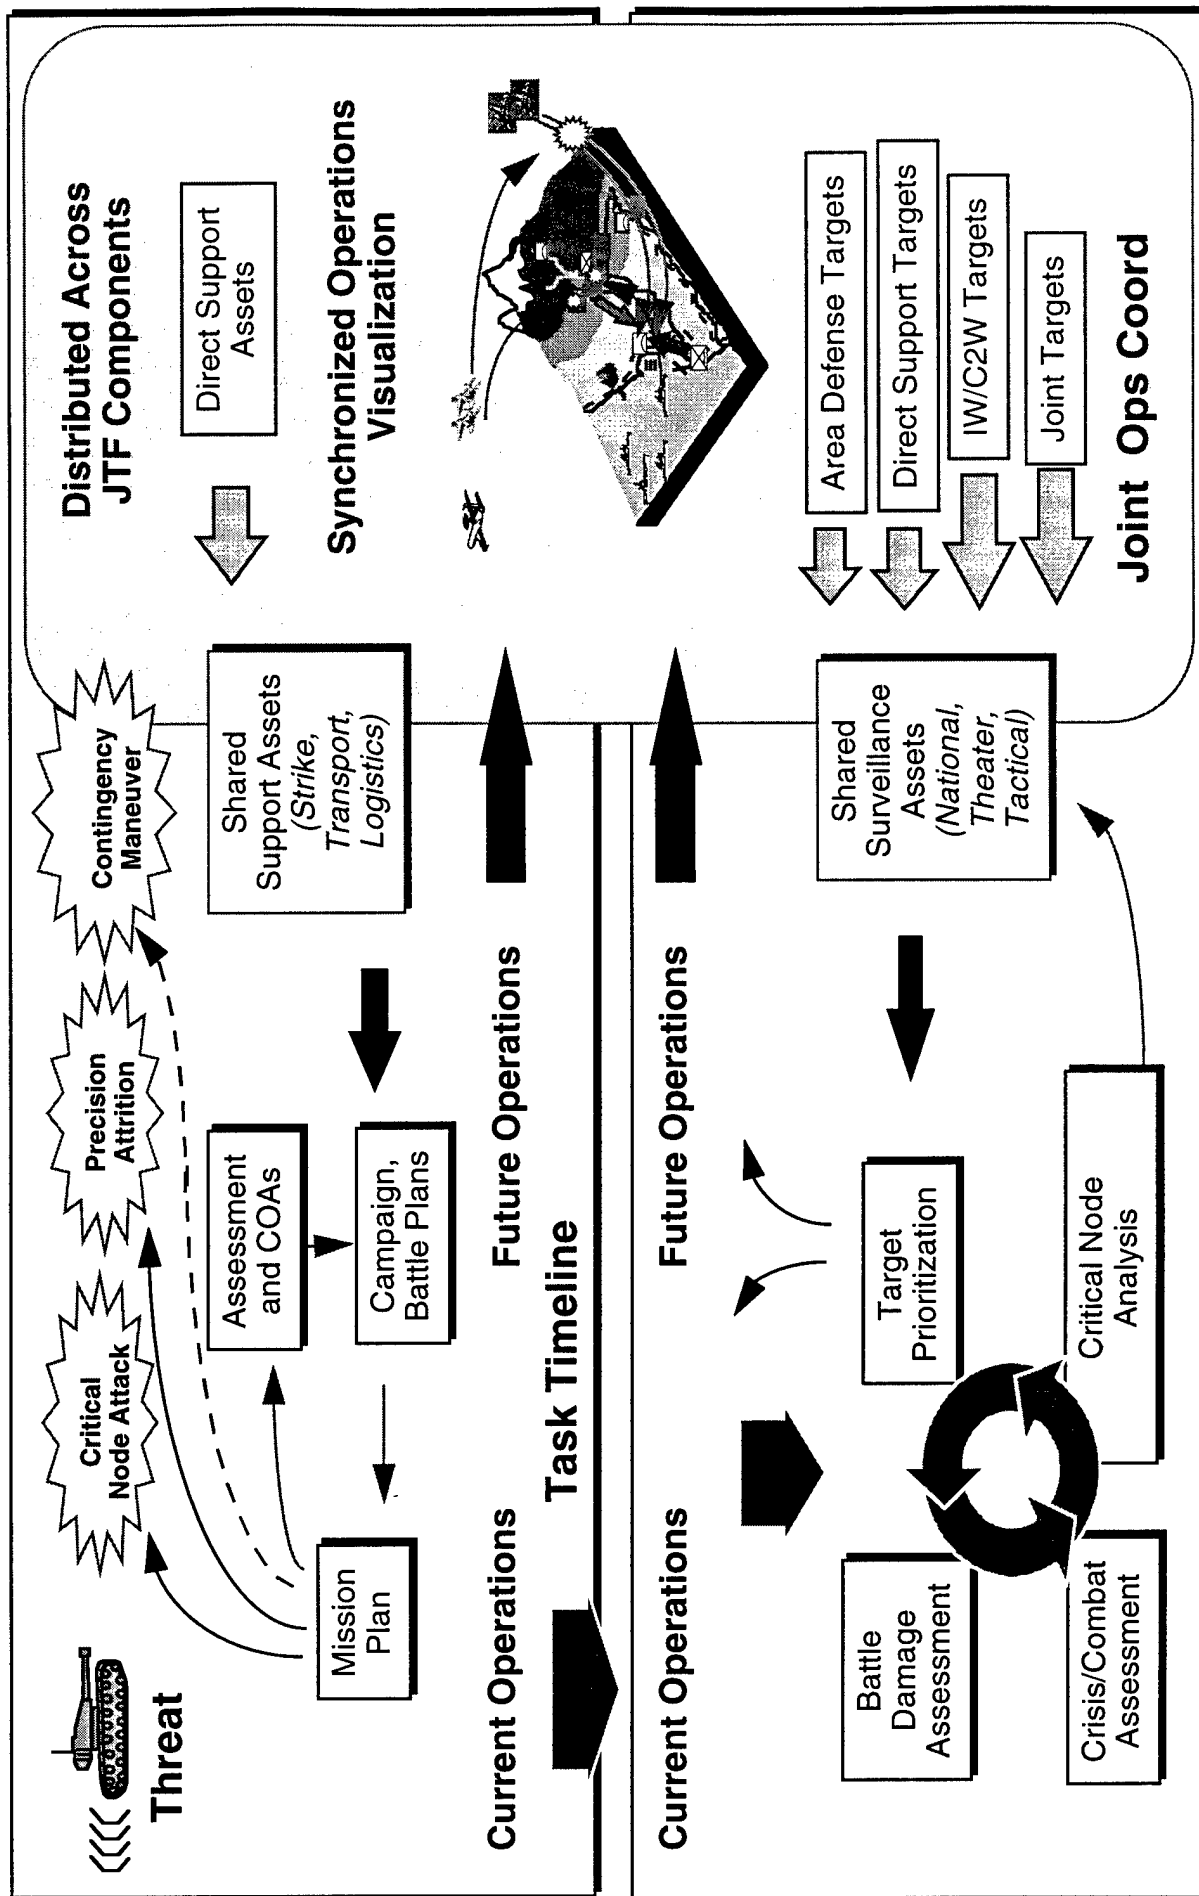 Threat
Critical
Node Attack
Precision
Attrition
Contingency
Maneuver
Distributed Across
JTF Components
Mission
Plan
Assessment
and COAs
Campaign,
Battle Plans
Shared
Support Assets
(Strike,
Transport,
Logistics)
Direct Support
Assets
Synchronized Operations
Visualization
Current Operations
Future Operations
Task Timeline
Current Operations
Future Operations
Battle
Damage
Assessment
Target
Prioritization
Crisis/Combat
Assessment
Critical Node
Analysis
Shared
Surveillance
Assets
(National,
Theater,
Tactical)
Area Defense Targets
Direct Support Targets
IW/C2W Targets
Joint Targets
Joint Ops Coord